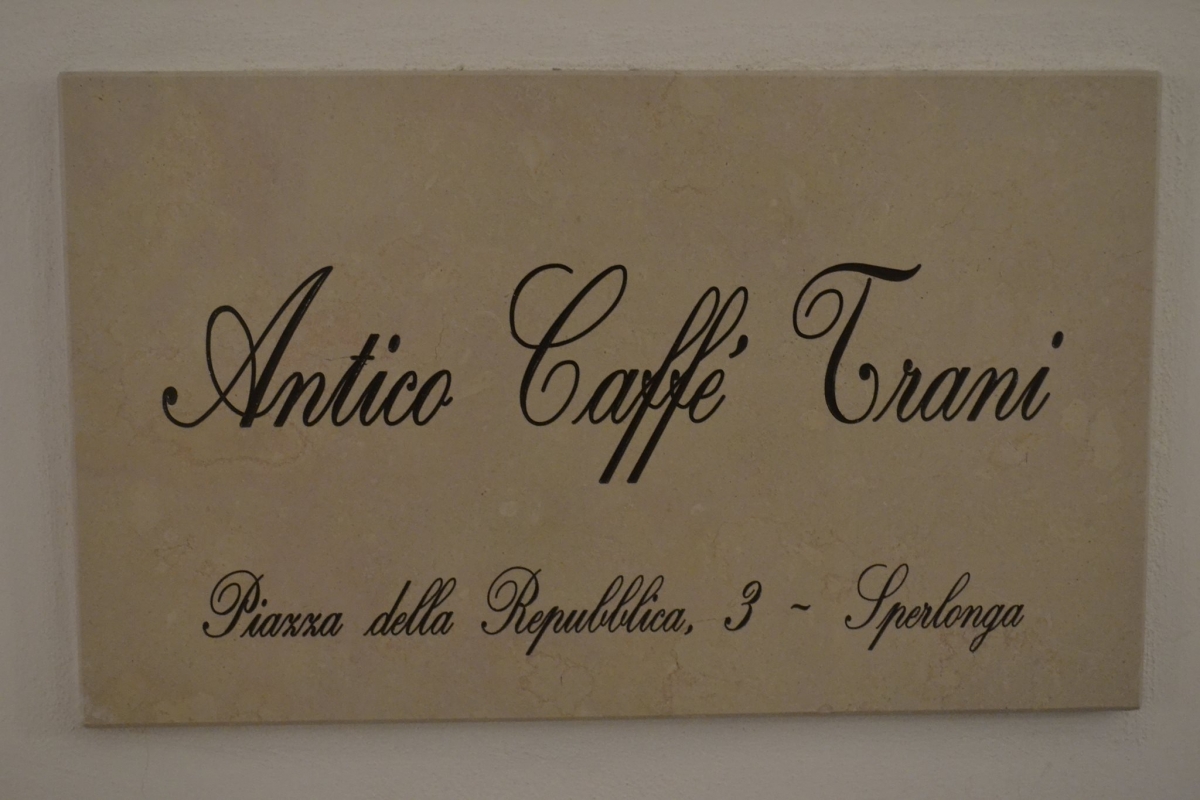 Antico Caffé Trani
Piazza della Repubblica, 3 ~ Sperlonga